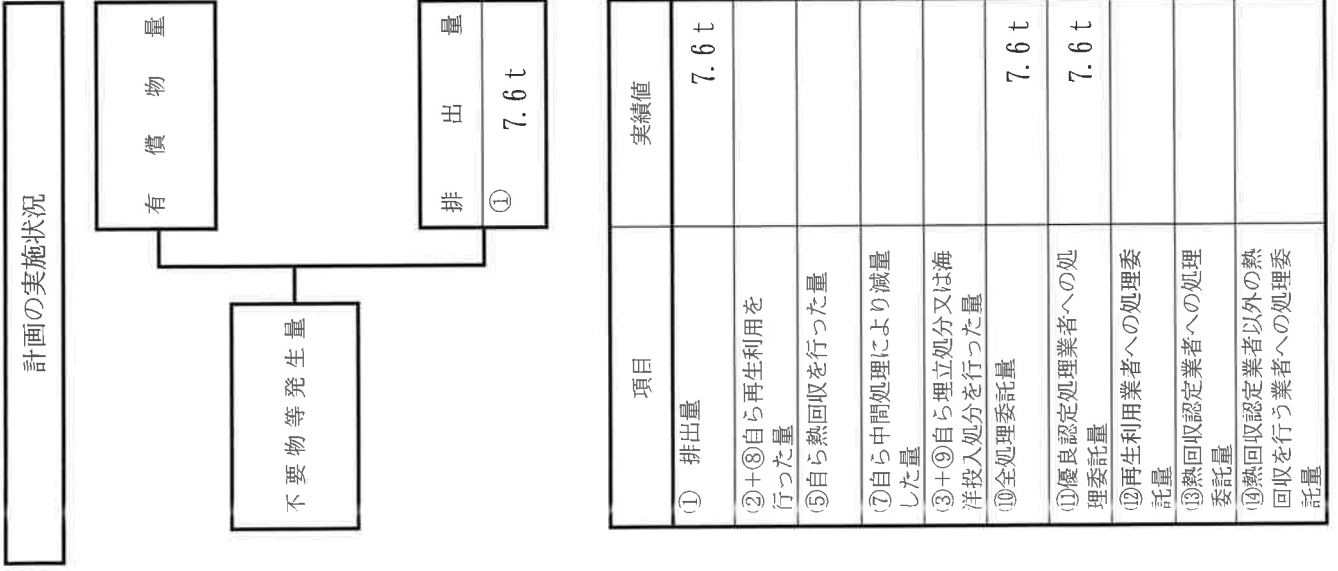 計画の実施状況
不要物等発生量
有償物量
排出量
① 7.6 t
項目 実績値
① 排出量 7.6 t
②+⑧自ら再生利用を
行った量
⑤自ら熱回収を行った量
⑦自ら中間処理により減量
した量
③+⑨自ら埋立処分又は海
洋投入処分を行った量
⑩全処理委託量 7.6 t
⑪優良認定処理業者への処
理委託量 7.6 t
⑫再生利用業者への処理委
託量
⑬熱回収認定業者への処理
委託量
⑭熱回収認定業者以外の熱
回収を行う業者への処理委
託量